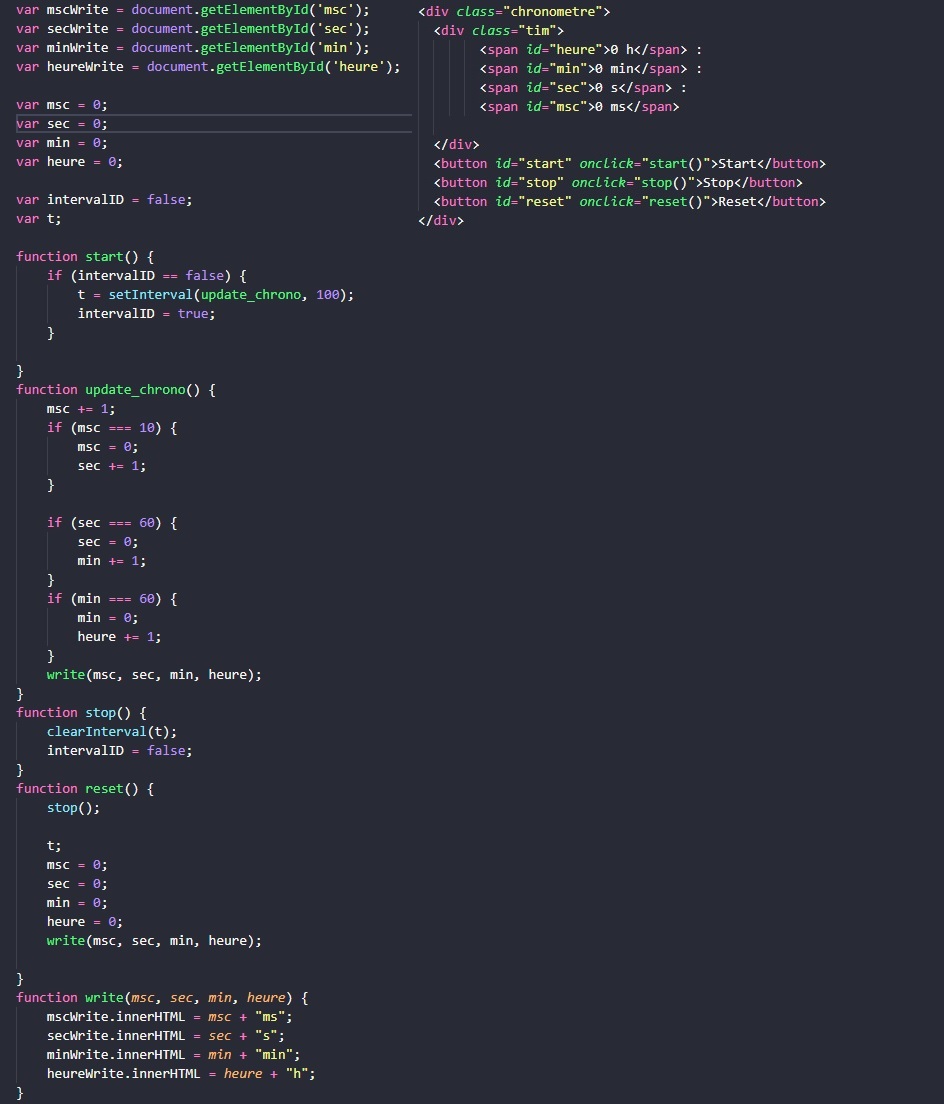 var mscWrite = document.getElementById('msc');
var secWrite = document.getElementById('sec');
var minWrite = document.getElementById('min');
var heureWrite = document.getElementById('heure');

var msc = 0;
var sec = 0;
var min = 0;
var heure = 0;

var intervalID = false;
var t;

function start() {
    if (intervalID == false) {
        t = setInterval(update_chrono, 100);
        intervalID = true;
    }

}
function update_chrono() {
    msc += 1;
    if (msc === 10) {
        msc = 0;
        sec += 1;
    }

    if (sec === 60) {
        sec = 0;
        min += 1;
    }
    if (min === 60) {
        min = 0;
        heure += 1;
    }
    write(msc, sec, min, heure);
}
function stop() {
    clearInterval(t);
    intervalID = false;
}
function reset() {
    stop();

    t;
    msc = 0;
    sec = 0;
    min = 0;
    heure = 0;
    write(msc, sec, min, heure);

}
function write(msc, sec, min, heure) {
    mscWrite.innerHTML = msc + "ms";
    secWrite.innerHTML = sec + "s";
    minWrite.innerHTML = min + "min";
    heureWrite.innerHTML = heure + "h";
}
<div class="chronometre">
  <div class="tim">
        <span id="heure">0 h</span> :
        <span id="min">0 min</span> :
        <span id="sec">0 s</span> :
        <span id="msc">0 ms</span>

  </div>
  <button id="start" onclick="start()">Start</button>
  <button id="stop" onclick="stop()">Stop</button>
  <button id="reset" onclick="reset()">Reset</button>
</div>